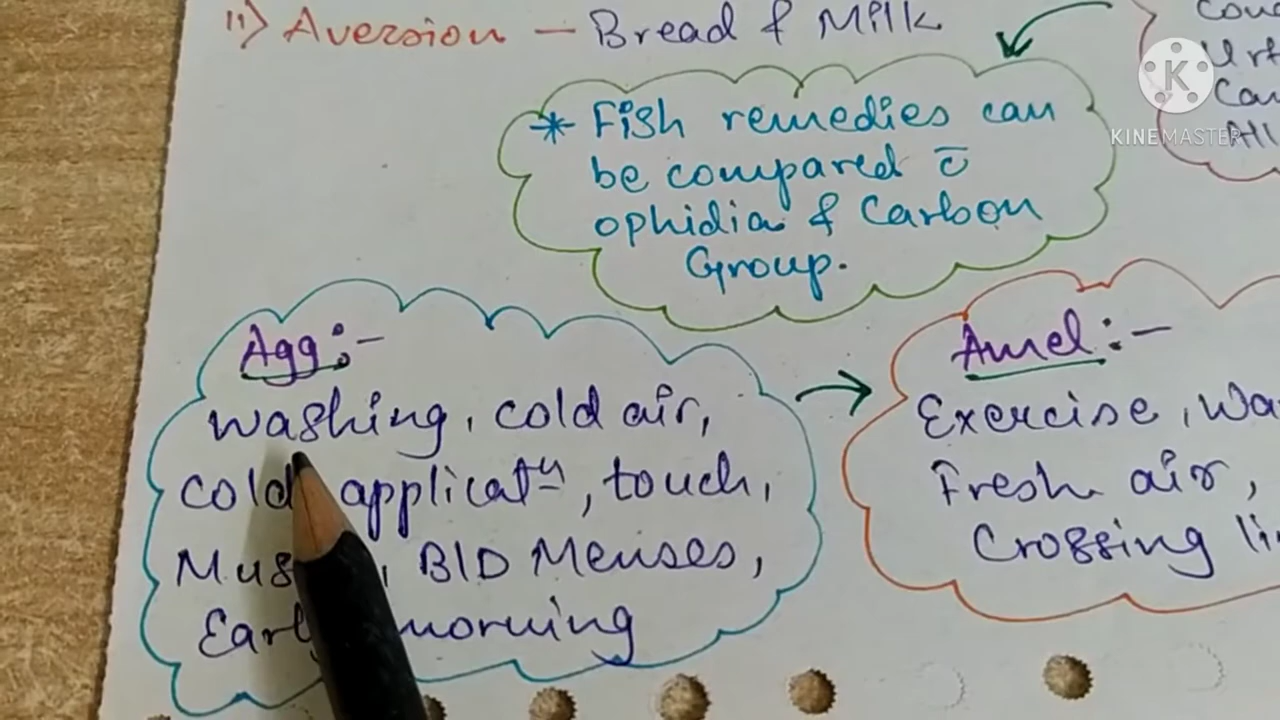 11) Aversion - Bread & Milk
* Fish remedies can
be compared c̄
ophidia & Carbon
Group.
Agg:-
Washing, cold air,
cold applicatn, touch,
BID Menses,
morning
Amel:-
Exercise,
Fresh air,
Crossing
KINEMASTER